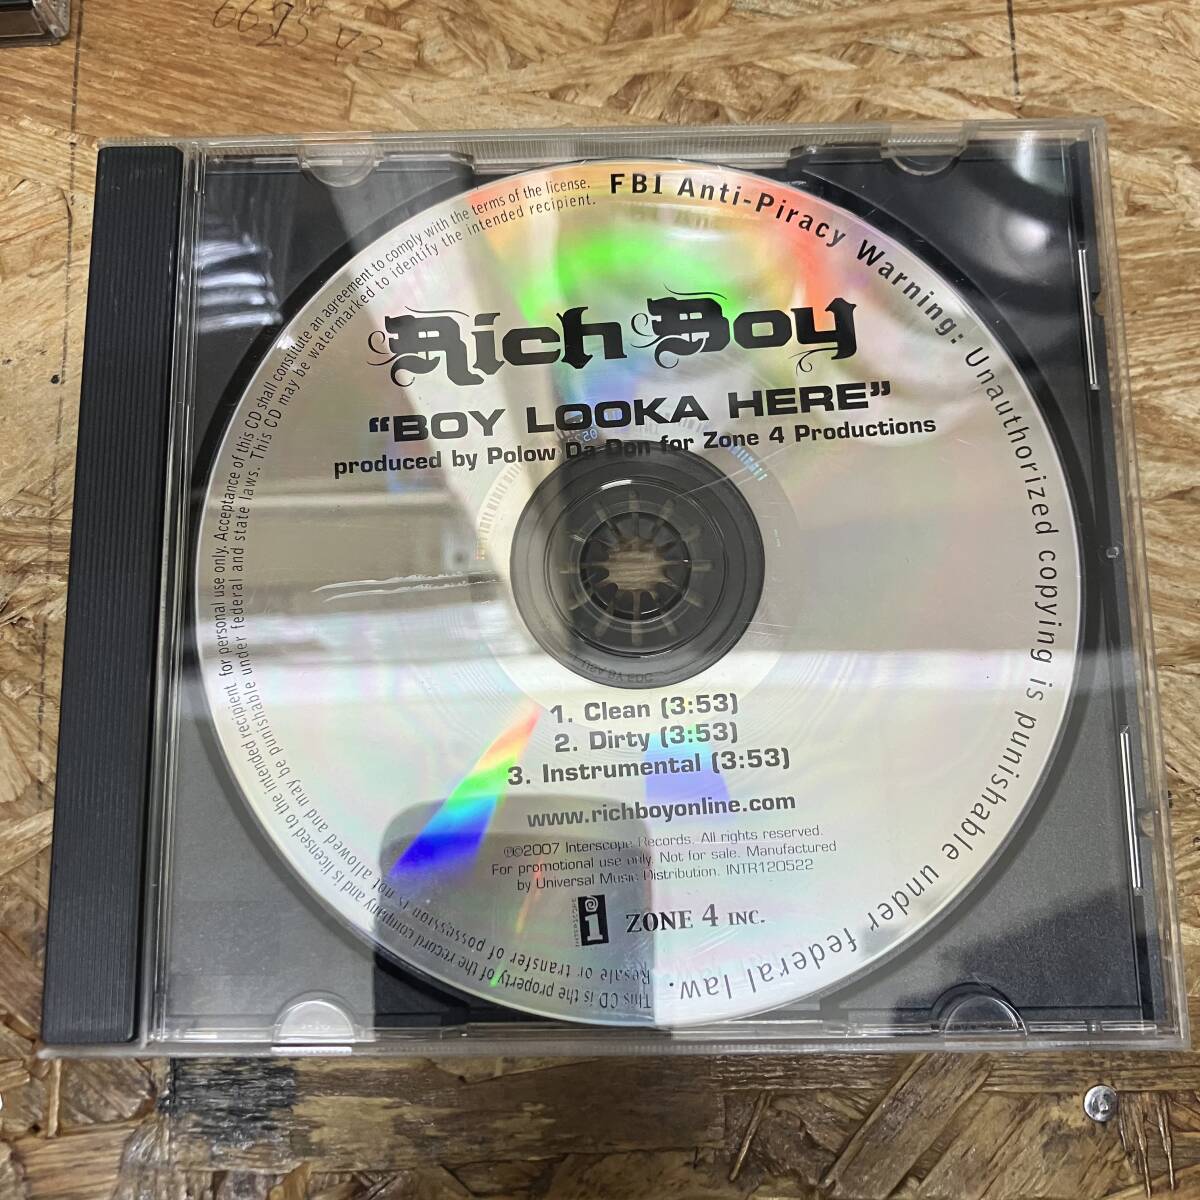 6625
FBI Anti-Piracy Warning: Unauthorized copying is punishable under federal law.
This CD is the property of the record company and is licensed to the intended recipient for personal use only. Acceptance of this CD shall constitute an agreement to comply with the terms of the license.
Resale or transfer of possession is not allowed and may be punishable under federal and state laws. This CD may be watermarked to identify the intended recipient.
Rich Boy
"BOY LOOKA HERE"
produced by Polow Da Don for Zone 4 Productions
1. Clean (3:53)
2. Dirty (3:53)
3. Instrumental (3:53)
www.richboyonline.com
℗©2007 Interscope Records. All rights reserved.
For promotional use only. Not for sale. Manufactured
by Universal Music Distribution. INTR120522
ZONE 4 INC.